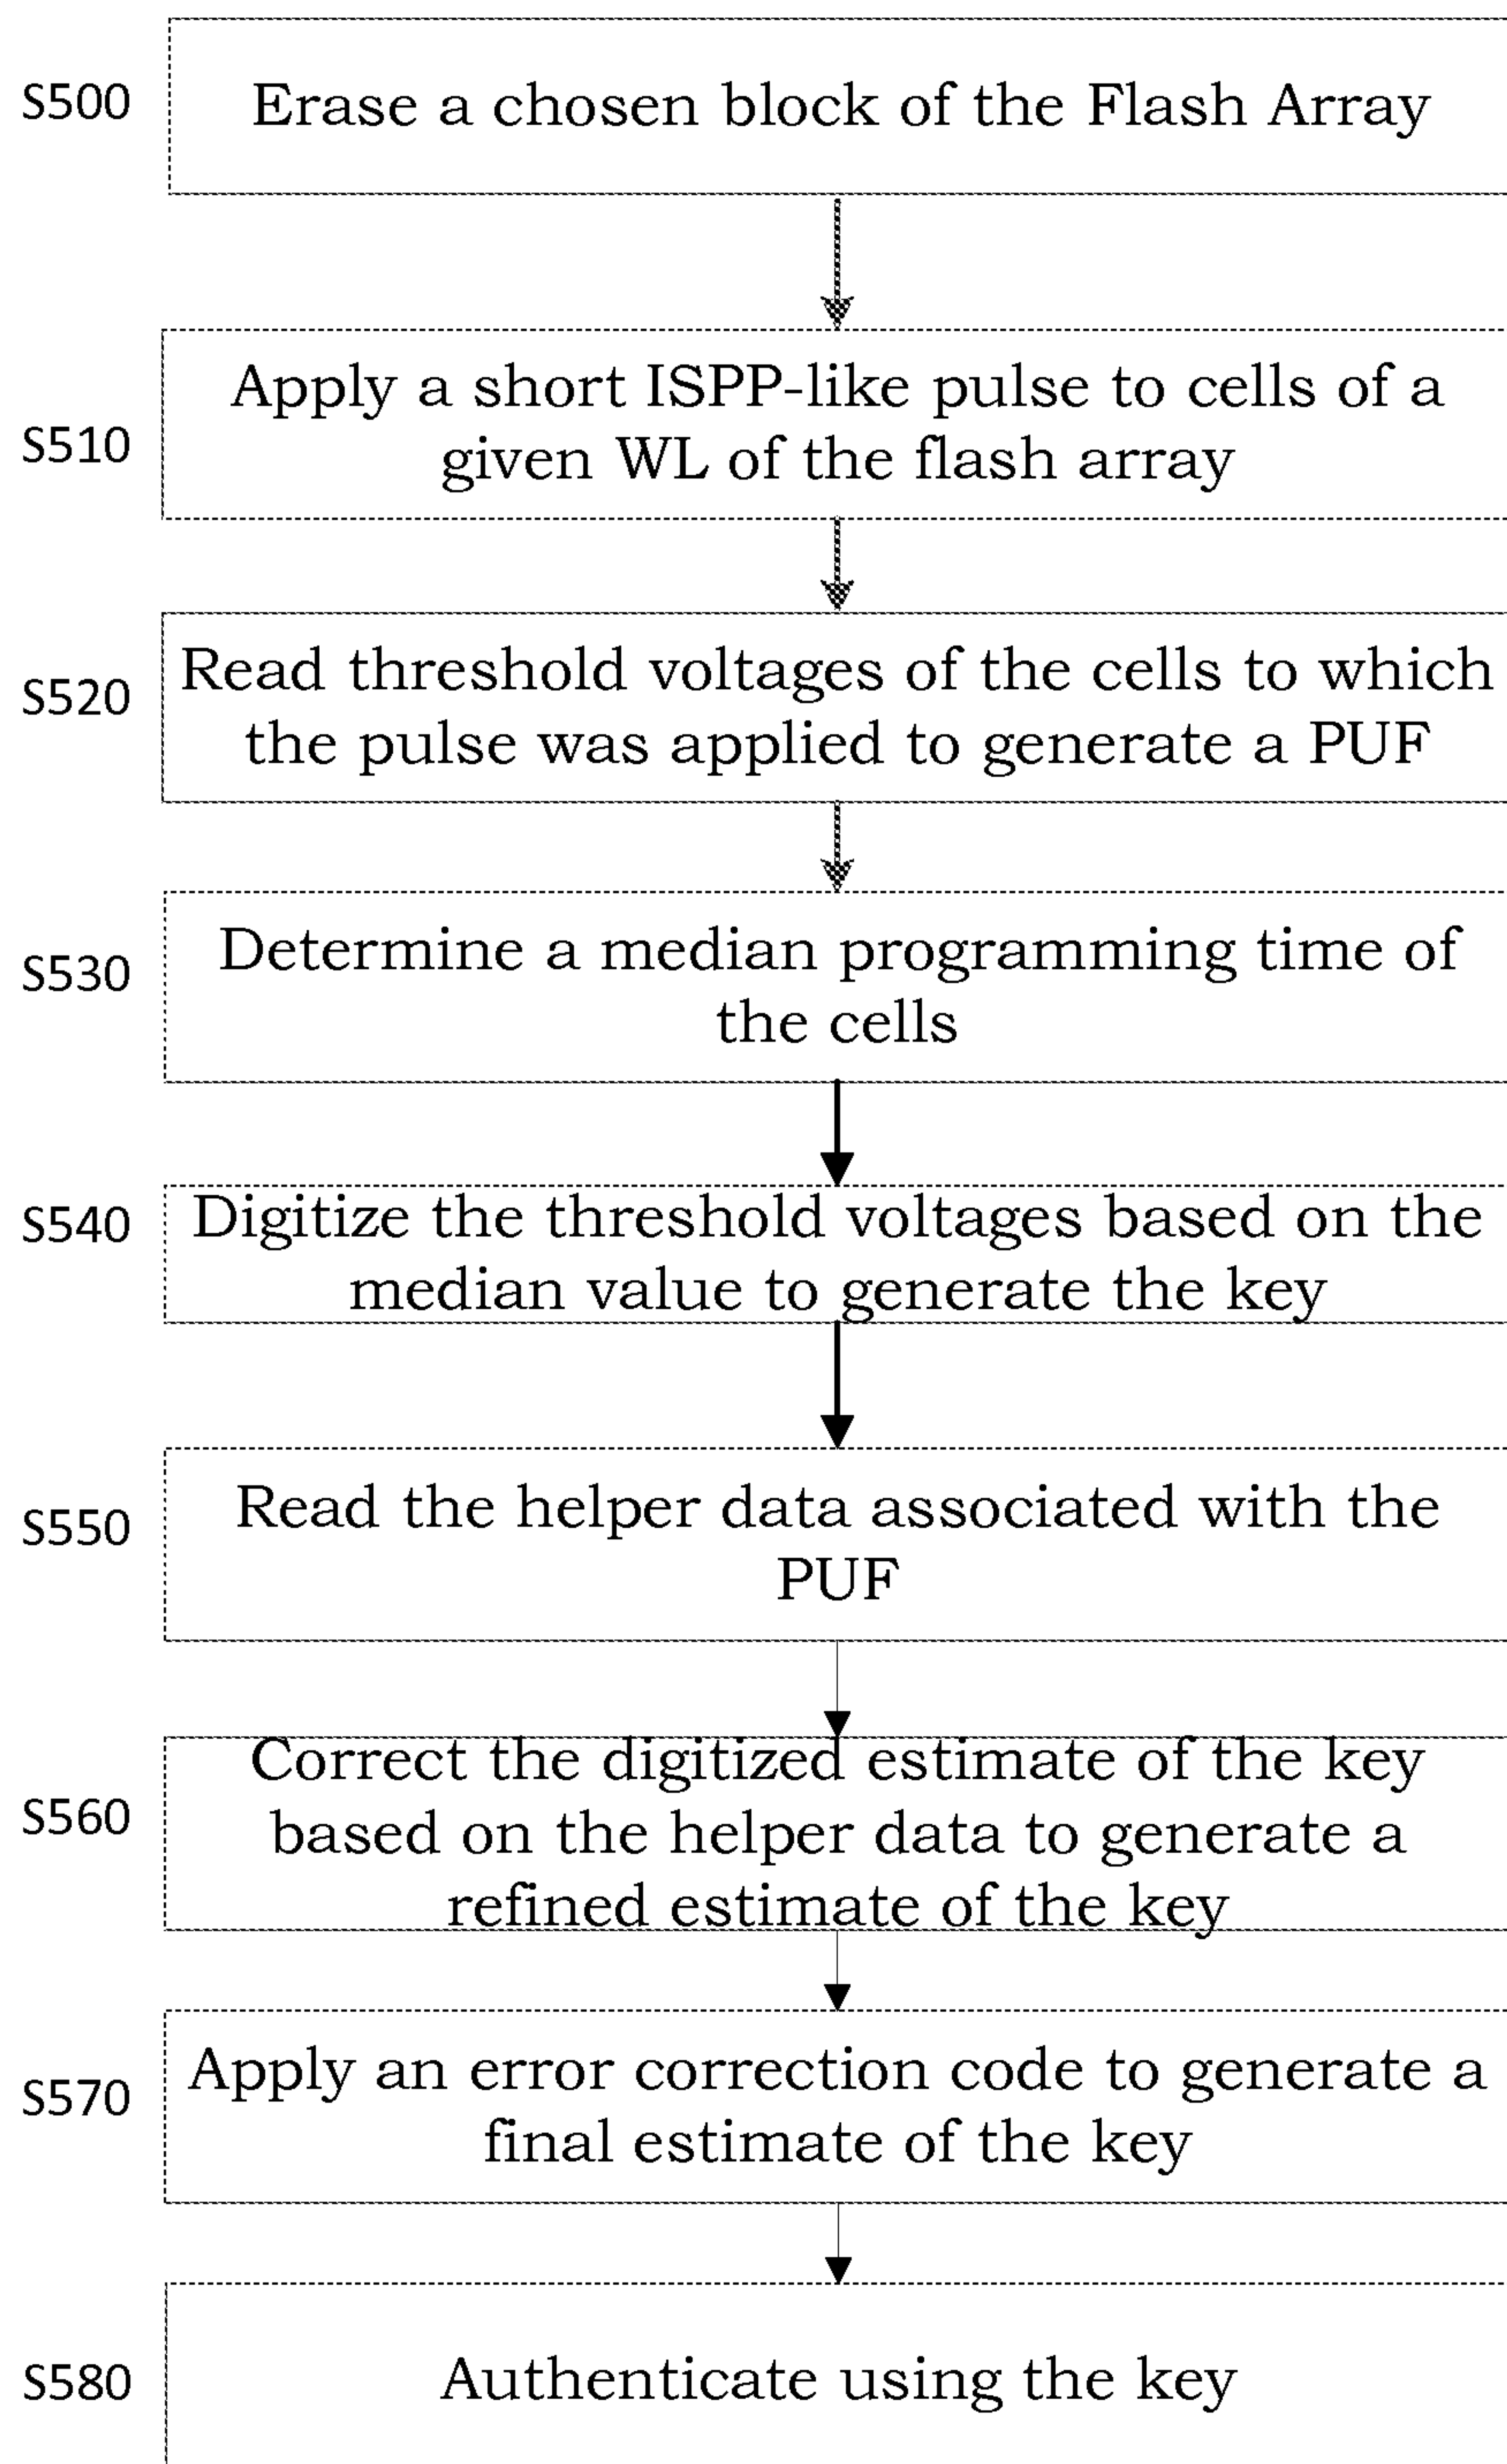 S500
Erase a chosen block of the Flash Array
S510
Apply a short ISPP-like pulse to cells of a
given WL of the flash array
S520
Read threshold voltages of the cells to which
the pulse was applied to generate a PUF
S530
Determine a median programming time of
the cells
S540
Digitize the threshold voltages based on the
median value to generate the key
S550
Read the helper data associated with the
PUF
S560
Correct the digitized estimate of the key
based on the helper data to generate a
refined estimate of the key
S570
Apply an error correction code to generate a
final estimate of the key
S580
Authenticate using the key